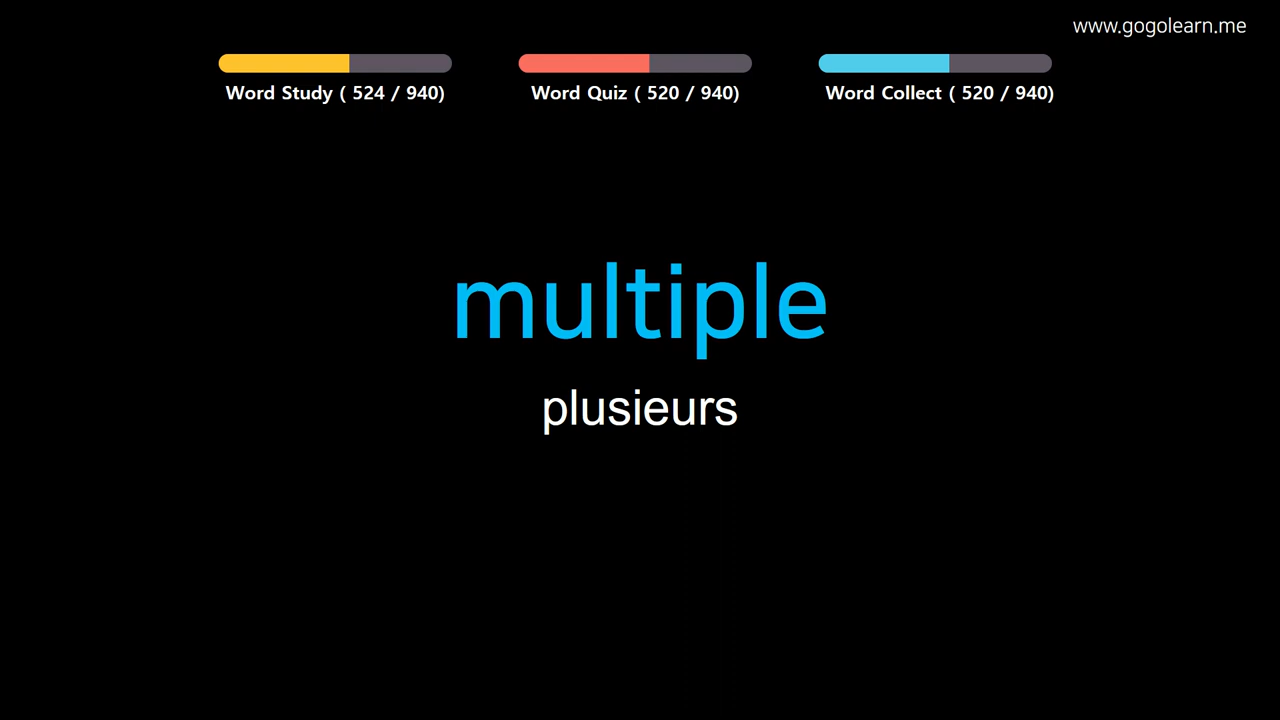 www.gogolearn.me
Word Study ( 524 / 940)
Word Quiz ( 520 / 940)
Word Collect ( 520 / 940)
multiple
plusieurs